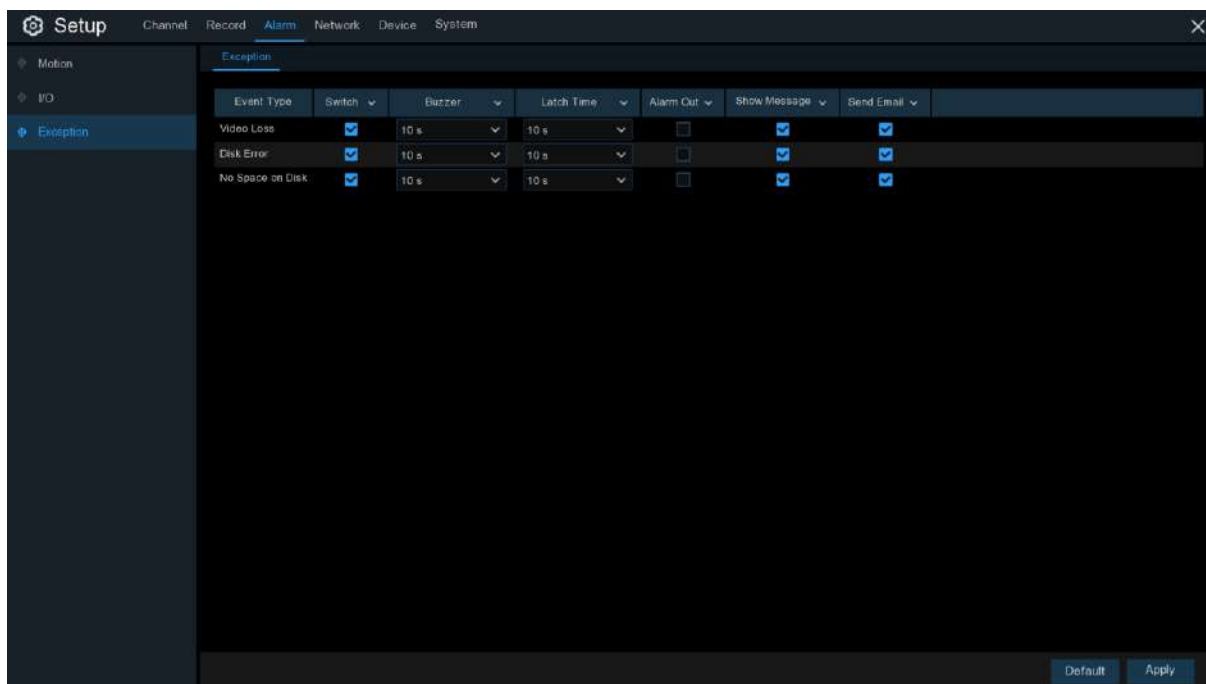 Setup Channel Record Alarm Network Device System
Motion
I/O
Exception
Exception
Event Type Switch Buzzer Latch Time Alarm Out Show Message Send Email
Video Loss 10 s 10 s
Disk Error 10 s 10 s
No Space on Disk 10 s 10 s
Default Apply